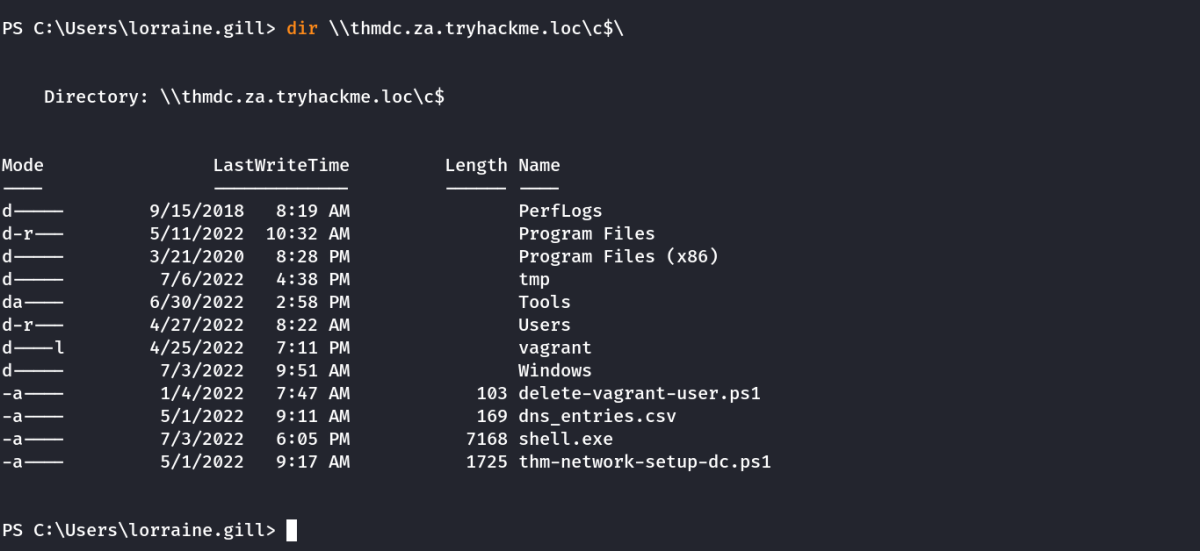 PS C:\Users\lorraine.gill> dir \\thmdc.za.tryhackme.loc\c$\
Directory: \\thmdc.za.tryhackme.loc\c$
Mode LastWriteTime Length Name
---- ------------- ------ ----
d----- 9/15/2018 8:19 AM PerfLogs
d-r--- 5/11/2022 10:32 AM Program Files
d----- 3/21/2020 8:28 PM Program Files (x86)
d----- 7/6/2022 4:38 PM tmp
da---- 6/30/2022 2:58 PM Tools
d-r--- 4/27/2022 8:22 AM Users
d----l 4/25/2022 7:11 PM vagrant
d----- 7/3/2022 9:51 AM Windows
-a---- 1/4/2022 7:47 AM 103 delete-vagrant-user.ps1
-a---- 5/1/2022 9:11 AM 169 dns_entries.csv
-a---- 7/3/2022 6:05 PM 7168 shell.exe
-a---- 5/1/2022 9:17 AM 1725 thm-network-setup-dc.ps1
PS C:\Users\lorraine.gill>